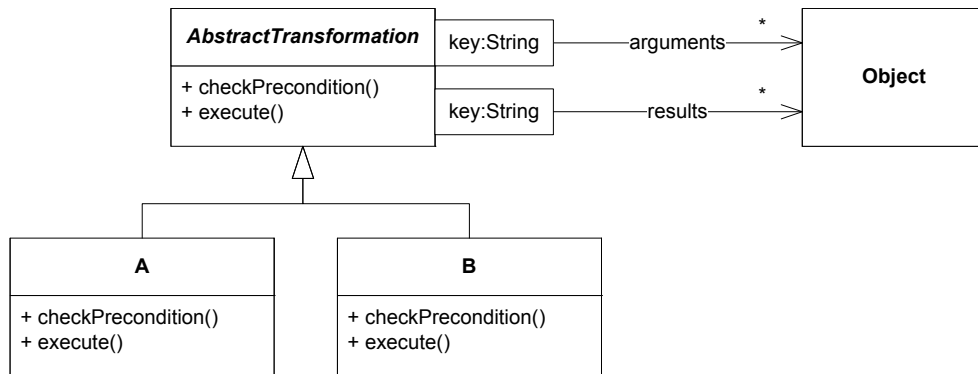 AbstractTransformation
key:String
arguments
*
Object
+ checkPrecondition()
+ execute()
key:String
results
*
A
B
+ checkPrecondition()
+ execute()
+ checkPrecondition()
+ execute()